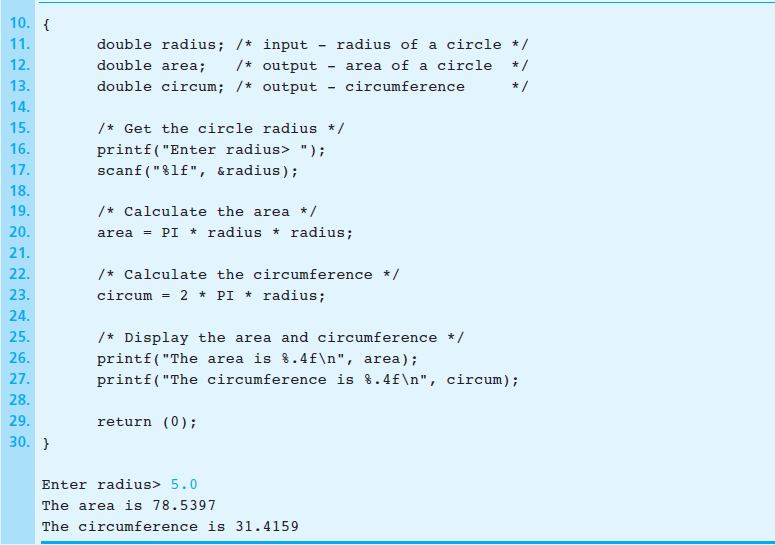 10. {
11. double radius; /* input - radius of a circle */
12. double area; /* output - area of a circle */
13. double circum; /* output - circumference */
14.
15. /* Get the circle radius */
16. printf("Enter radius> ");
17. scanf("%lf", &radius);
18.
19. /* Calculate the area */
20. area = PI * radius * radius;
21.
22. /* Calculate the circumference */
23. circum = 2 * PI * radius;
24.
25. /* Display the area and circumference */
26. printf("The area is %.4f\n", area);
27. printf("The circumference is %.4f\n", circum);
28.
29. return (0);
30. }
Enter radius> 5.0
The area is 78.5397
The circumference is 31.4159